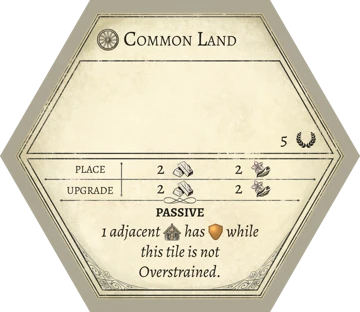 Common Land
5
PLACE 2 2
UPGRADE 2 2
PASSIVE
1 adjacent has while
this tile is not
Overstrained.